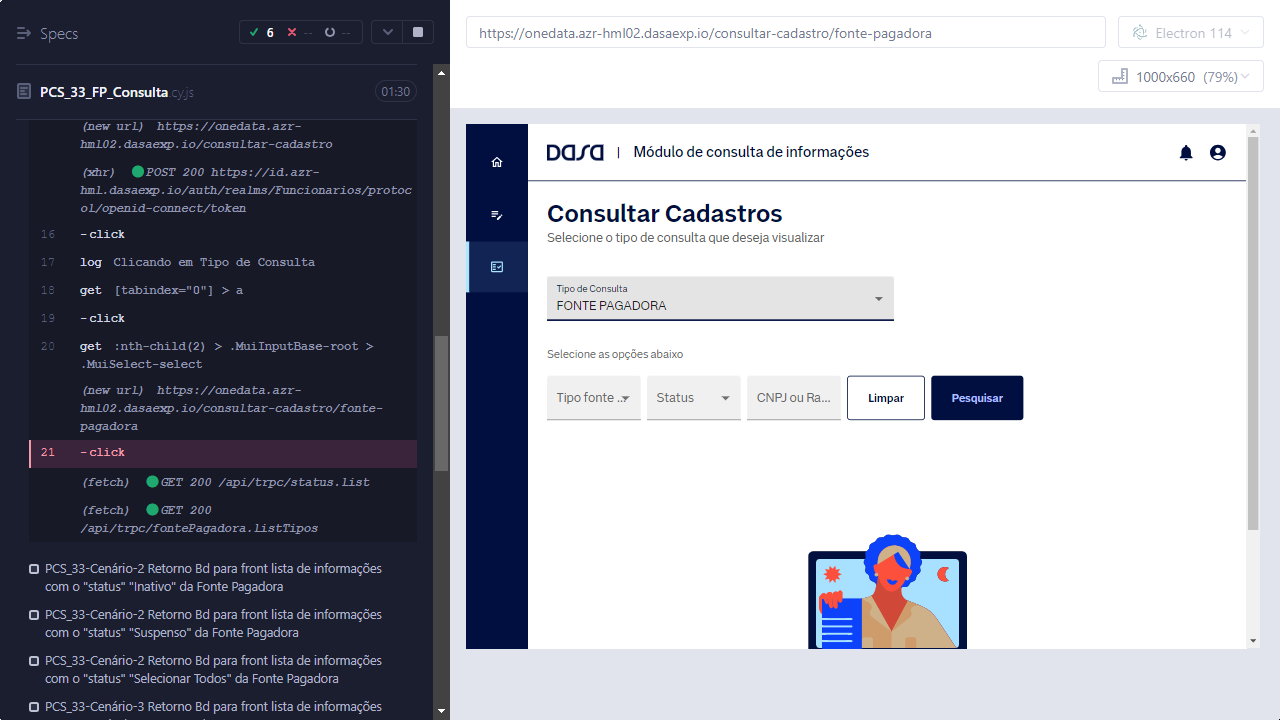 Specs
6
--
--
https://onedata.azr-hml02.dasaexp.io/consultar-cadastro/fonte-pagadora
Electron 114
1000x660 (79%)
PCS_33_FP_Consulta.cy.js
01:30
(new url) https://onedata.azr-
hml02.dasaexp.io/consultar-cadastro
(xhr) POST 200 https://id.azr-
hml.dasaexp.io/auth/realms/Funcionarios/protoc
ol/openid-connect/token
16 -click
17 log Clicando em Tipo de Consulta
18 get [tabindex="0"] > a
19 -click
20 get :nth-child(2) > .MuiInputBase-root >
.MuiSelect-select
(new url) https://onedata.azr-
hml02.dasaexp.io/consultar-cadastro/fonte-
pagadora
21 -click
(fetch) GET 200 /api/trpc/status.list
(fetch) GET 200
/api/trpc/fontePagadora.listTipos
PCS_33-Cenário-2 Retorno Bd para front lista de informações
com o "status" "Inativo" da Fonte Pagadora
PCS_33-Cenário-2 Retorno Bd para front lista de informações
com o "status" "Suspenso" da Fonte Pagadora
PCS_33-Cenário-2 Retorno Bd para front lista de informações
com o "status" "Selecionar Todos" da Fonte Pagadora
PCS_33-Cenário-3 Retorno Bd para front lista de informações
DASA | Módulo de consulta de informações
Consultar Cadastros
Selecione o tipo de consulta que deseja visualizar
Tipo de Consulta
FONTE PAGADORA
Selecione as opções abaixo
Tipo fonte ...
Status
CNPJ ou Ra...
Limpar
Pesquisar